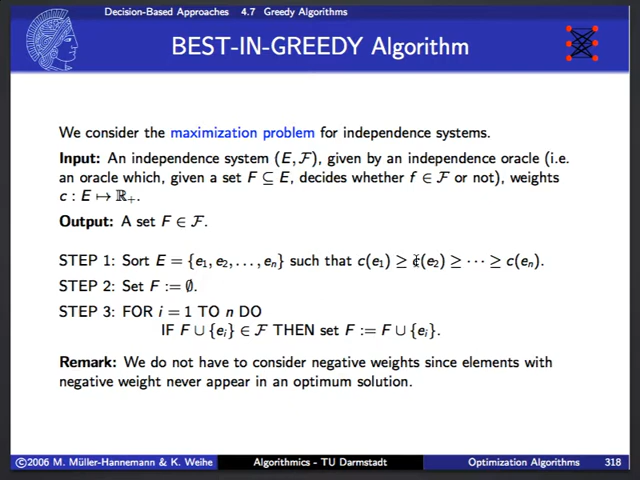 Decision-Based Approaches 4.7 Greedy Algorithms
BEST-IN-GREEDY Algorithm
We consider the maximization problem for independence systems.
Input: An independence system (E, ℱ), given by an independence oracle (i.e.
an oracle which, given a set F ⊆ E, decides whether f ∈ ℱ or not), weights
c : E ↦ ℝ₊.
Output: A set F ∈ ℱ.
STEP 1: Sort E = {e₁, e₂, . . . , eₙ} such that c(e₁) ≥ c(e₂) ≥ ··· ≥ c(eₙ).
STEP 2: Set F := ∅.
STEP 3: FOR i = 1 TO n DO
IF F ∪ {eᵢ} ∈ ℱ THEN set F := F ∪ {eᵢ}.
Remark: We do not have to consider negative weights since elements with
negative weight never appear in an optimum solution.
©2006 M. Müller-Hannemann & K. Weihe Algorithmics - TU Darmstadt Optimization Algorithms 318